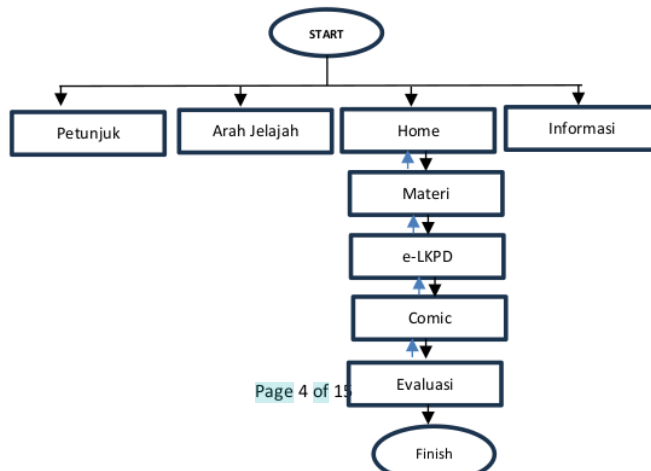 START
Petunjuk
Arah Jelajah
Home
Informasi
Materi
e-LKPD
Comic
Evaluasi
Page 4 of 15
Finish